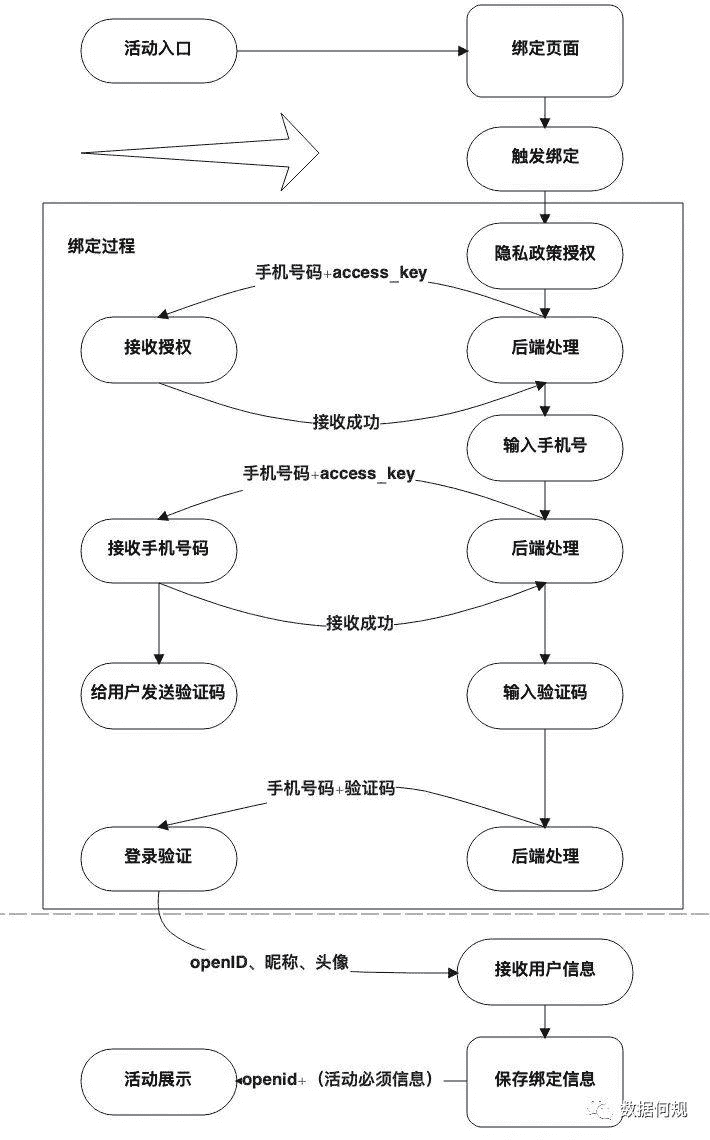 活动入口
绑定页面
触发绑定
绑定过程
隐私政策授权
手机号码+access_key
接收授权
后端处理
接收成功
输入手机号
手机号码+access_key
接收手机号码
后端处理
接收成功
给用户发送验证码
输入验证码
手机号码+验证码
登录验证
后端处理
openID、昵称、头像
接收用户信息
活动展示
openid+（活动必须信息）
保存绑定信息
数据何规